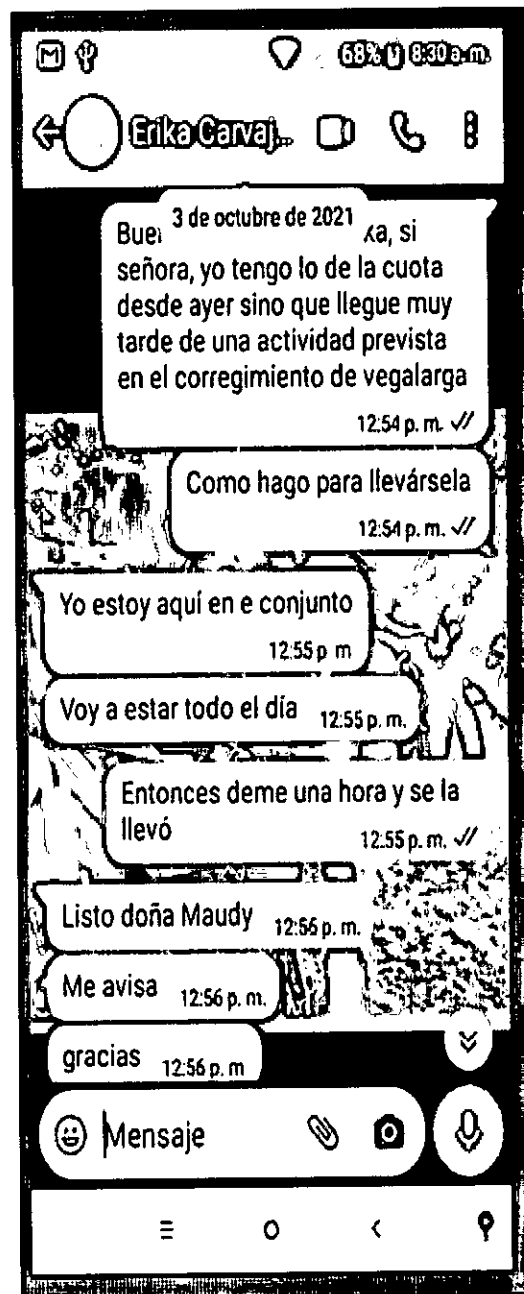 68% 8:30 a. m.
Erika Carvaj...
3 de octubre de 2021
Bue ka, si
señora, yo tengo lo de la cuota
desde ayer sino que llegue muy
tarde de una actividad prevista
en el corregimiento de vegalarga
12:54 p. m.
Como hago para llevársela
12:54 p. m.
Yo estoy aquí en e conjunto
12:55 p m
Voy a estar todo el día 12:55 p. m.
Entonces deme una hora y se la
llevó
12:55 p. m.
Listo doña Maudy 12:56 p. m.
Me avisa 12:56 p. m.
gracias 12:56 p. m
Mensaje